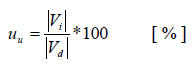 u_u = |V_i| / |V_d| *100 [ % ]